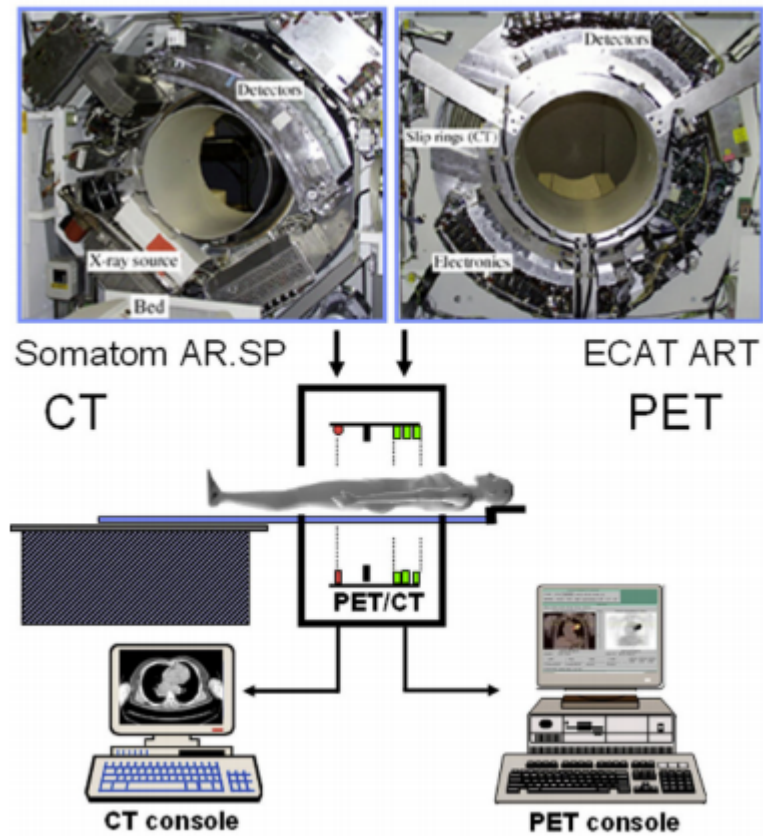 Detectors
X-ray source
Bed
Detectors
Slip rings (CT)
Electronics
Somatom AR.SP
ECAT ART
CT
PET
PET/CT
CT console
PET console